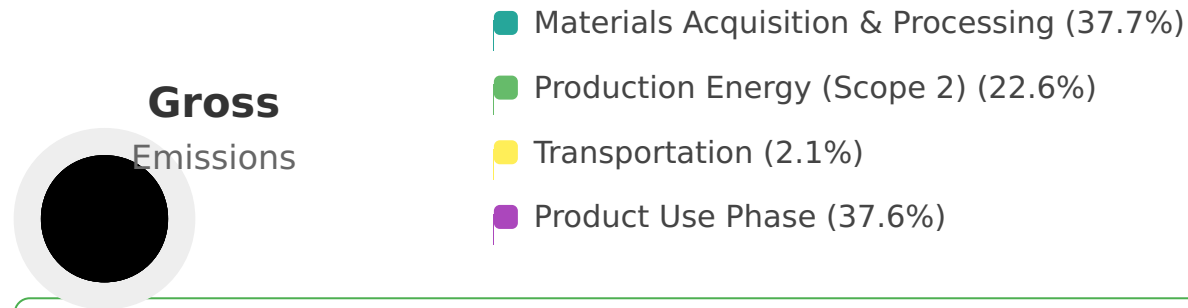 Gross
Emissions
Materials Acquisition & Processing (37.7%)
Production Energy (Scope 2) (22.6%)
Transportation (2.1%)
Product Use Phase (37.6%)